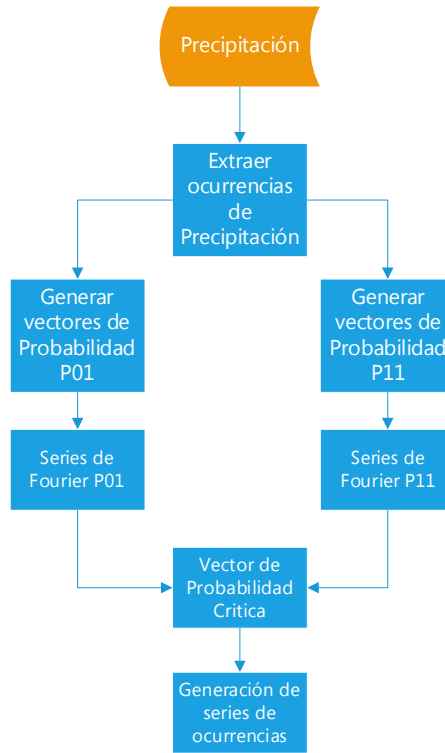 Precipitación
Extraer
ocurrencias
de
Precipitación
Generar
vectores de
Probabilidad
P01
Generar
vectores de
Probabilidad
P11
Series de
Fourier P01
Series de
Fourier P11
Vector de
Probabilidad
Critica
Generación de
series de
ocurrencias